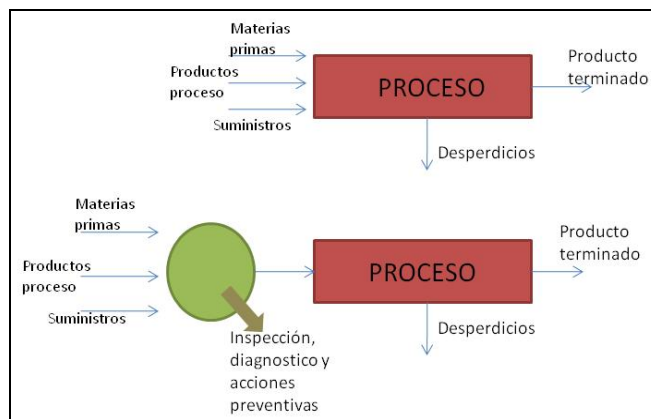 Materias
primas
Productos
proceso
Suministros
PROCESO
Producto
terminado
Desperdicios
Materias
primas
Productos
proceso
Suministros
PROCESO
Producto
terminado
Desperdicios
Inspección,
diagnostico y
acciones
preventivas